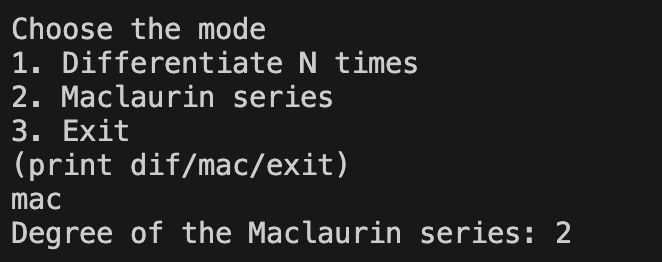 Choose the mode
1. Differentiate N times
2. Maclaurin series
3. Exit
(print dif/mac/exit)
mac
Degree of the Maclaurin series: 2